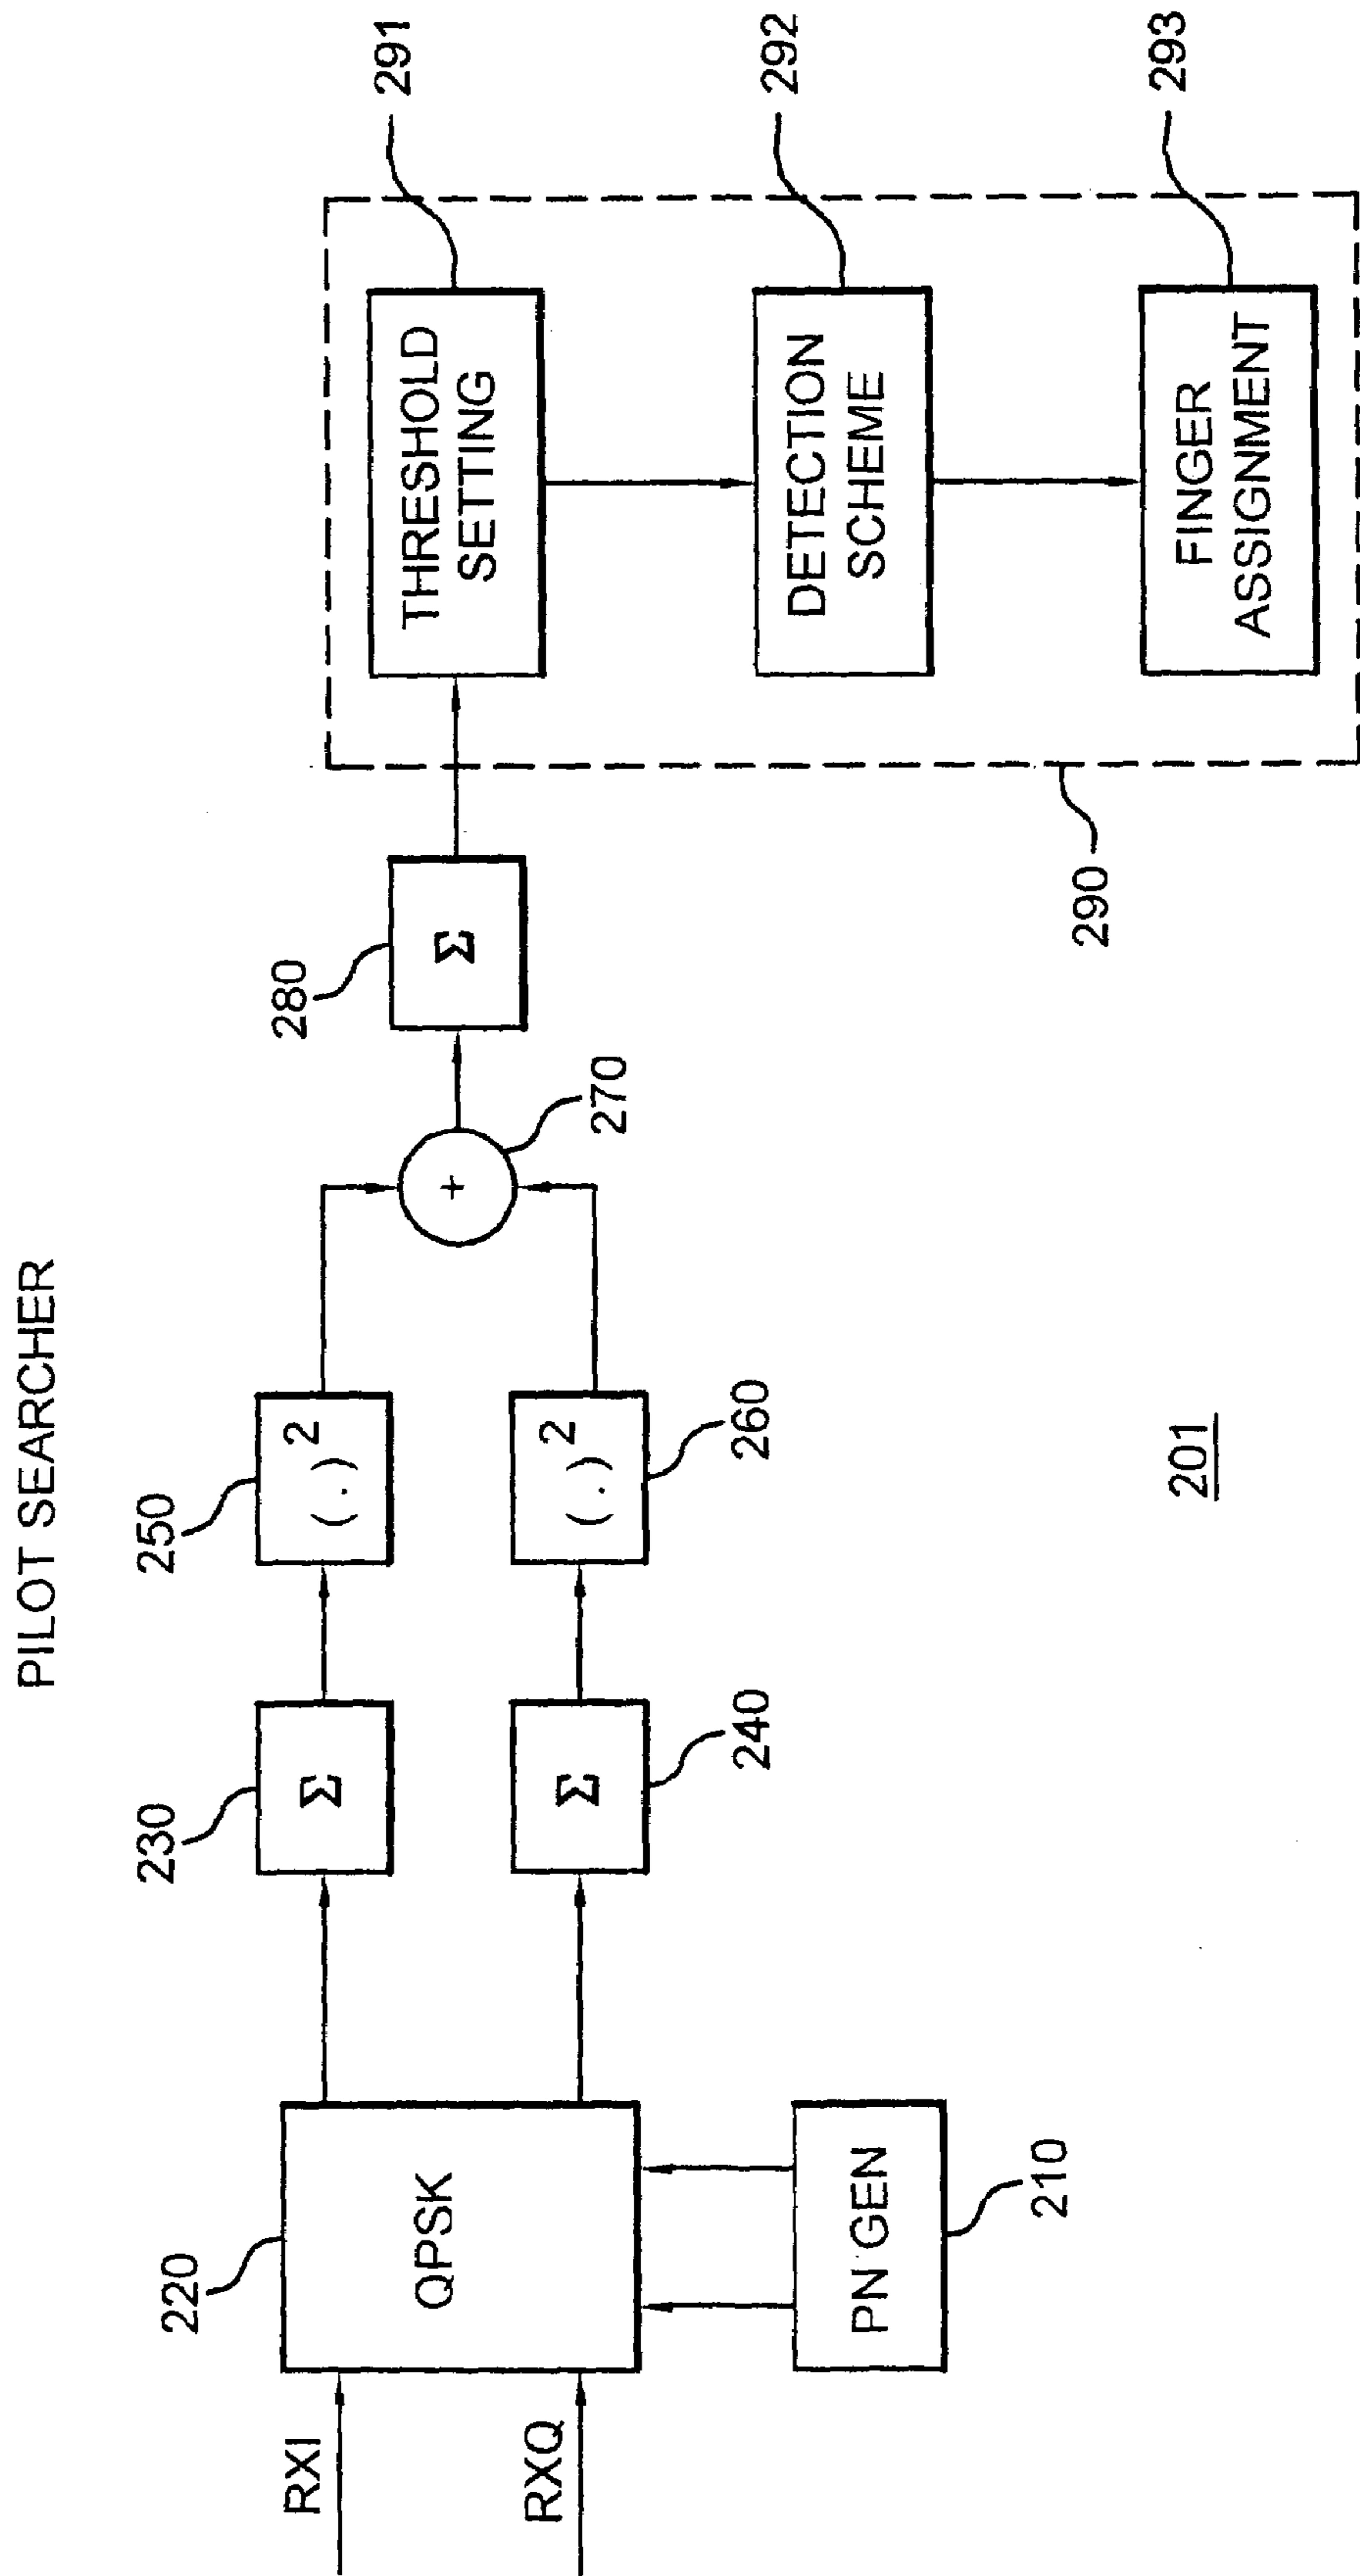 PILOT SEARCHER
RXI
RXQ
220
QPSK
PN GEN
210
230
Σ
Σ
240
250
(.)2
(.)2
260
+
270
280
Σ
290
THRESHOLD
SETTING
291
DETECTION
SCHEME
292
FINGER
ASSIGNMENT
293
201